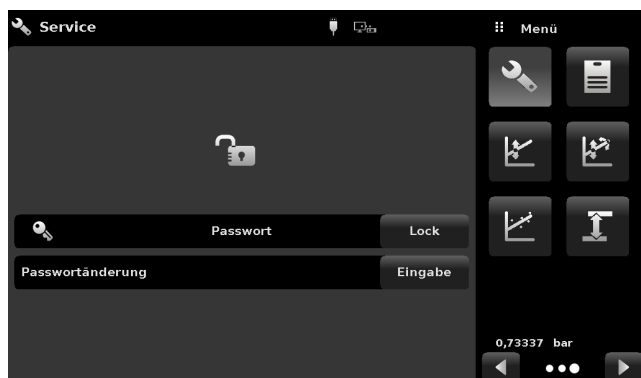 Service
Menü
Passwort
Lock
Passwortänderung
Eingabe
0,73337 bar